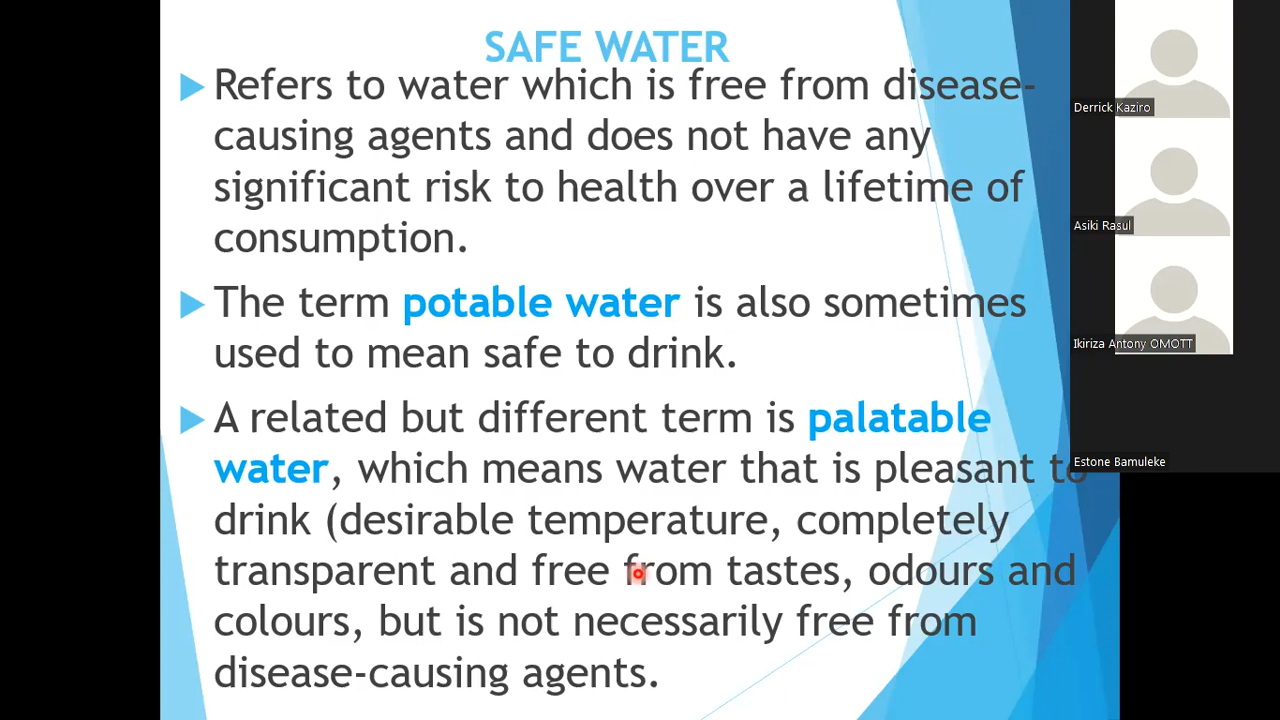 SAFE WATER
Refers to water which is free from disease-
causing agents and does not have any
significant risk to health over a lifetime of
consumption.
The term potable water is also sometimes
used to mean safe to drink.
A related but different term is palatable
water, which means water that is pleasant to
drink (desirable temperature, completely
transparent and free from tastes, odours and
colours, but is not necessarily free from
disease-causing agents.
Derrick Kaziro
Asiki Rasul
Ikiriza Antony OMOTT
Estone Bamuleke